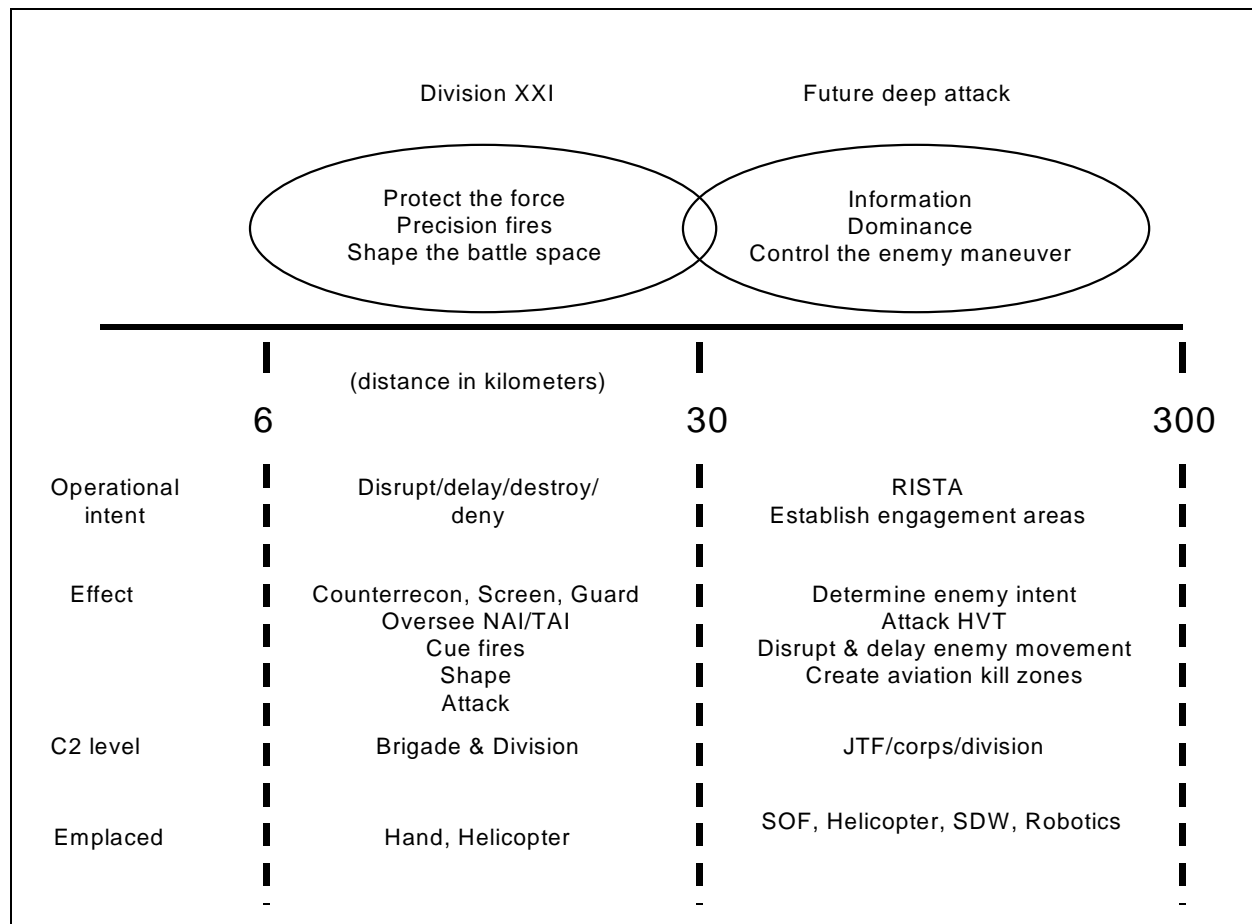 Division XXI
Future deep attack
Protect the force
Precision fires
Shape the battle space
Information
Dominance
Control the enemy maneuver
(distance in kilometers)
6
30
300
Operational
intent
Disrupt/delay/destroy/
deny
RISTA
Establish engagement areas
Effect
Counterrecon, Screen, Guard
Oversee NAI/TAI
Cue fires
Shape
Attack
Determine enemy intent
Attack HVT
Disrupt & delay enemy movement
Create aviation kill zones
C2 level
Brigade & Division
JTF/corps/division
Emplaced
Hand, Helicopter
SOF, Helicopter, SDW, Robotics